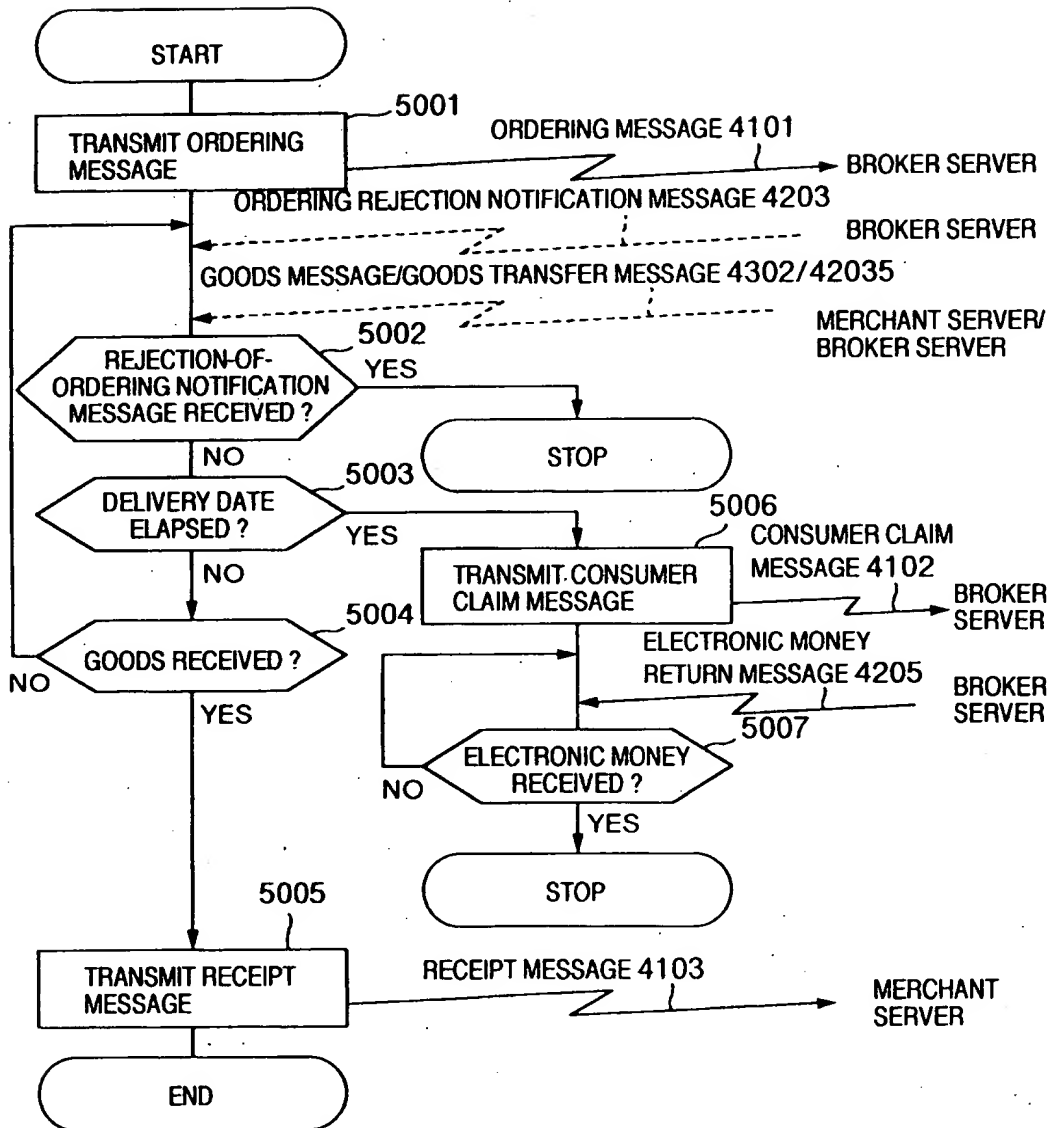 START
5001
TRANSMIT ORDERING
MESSAGE
ORDERING MESSAGE 4101
BROKER SERVER
ORDERING REJECTION NOTIFICATION MESSAGE 4203
BROKER SERVER
GOODS MESSAGE/GOODS TRANSFER MESSAGE 4302/42035
MERCHANT SERVER/
BROKER SERVER
5002
REJECTION-OF-
ORDERING NOTIFICATION
MESSAGE RECEIVED ?
YES
STOP
NO
5003
DELIVERY DATE
ELAPSED ?
YES
5006
TRANSMIT CONSUMER
CLAIM MESSAGE
CONSUMER CLAIM
MESSAGE 4102
BROKER
SERVER
NO
5004
GOODS RECEIVED ?
NO
YES
ELECTRONIC MONEY
RETURN MESSAGE 4205
BROKER
SERVER
5007
ELECTRONIC MONEY
RECEIVED ?
NO
YES
STOP
5005
TRANSMIT RECEIPT
MESSAGE
RECEIPT MESSAGE 4103
MERCHANT
SERVER
END